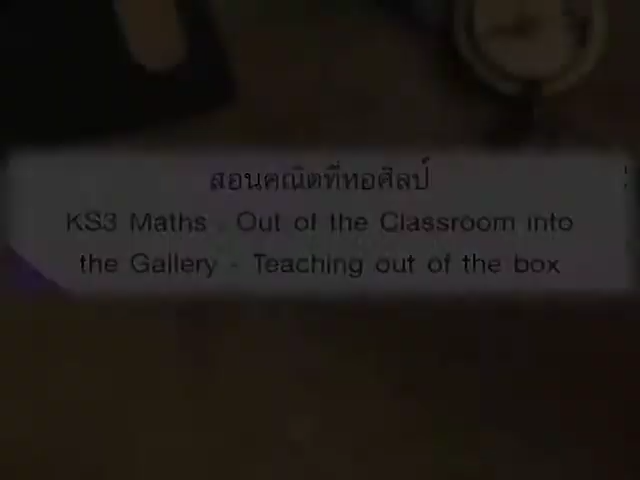 สอนคณิตที่หอศิลป์
KS3 Maths - Out of the Classroom into
the Gallery - Teaching out of the box